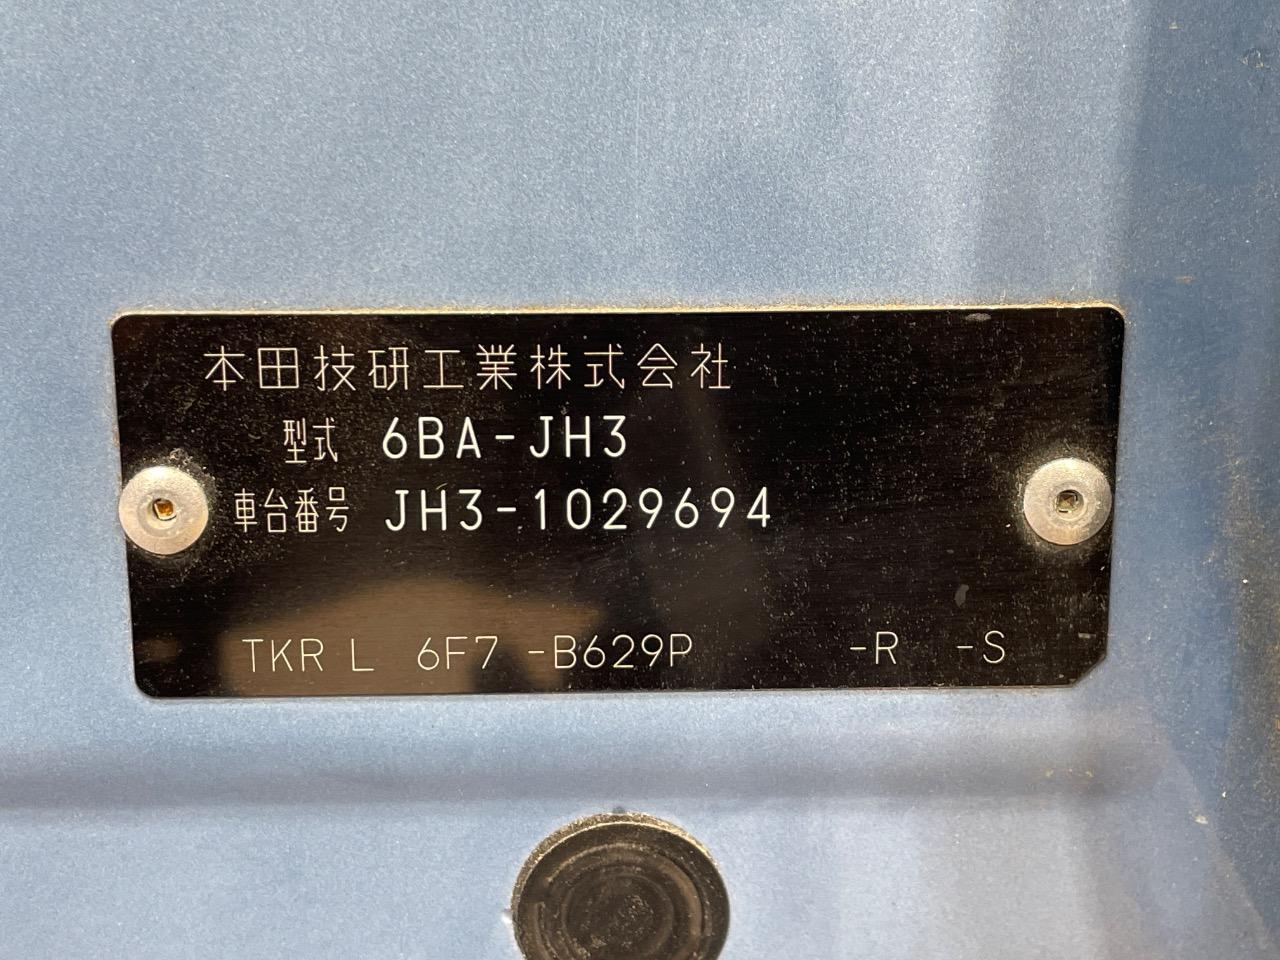 本田技研工業株式会社
型式 6BA-JH3
車台番号 JH3-1029694
TKR L 6F7 -B629P -R -S